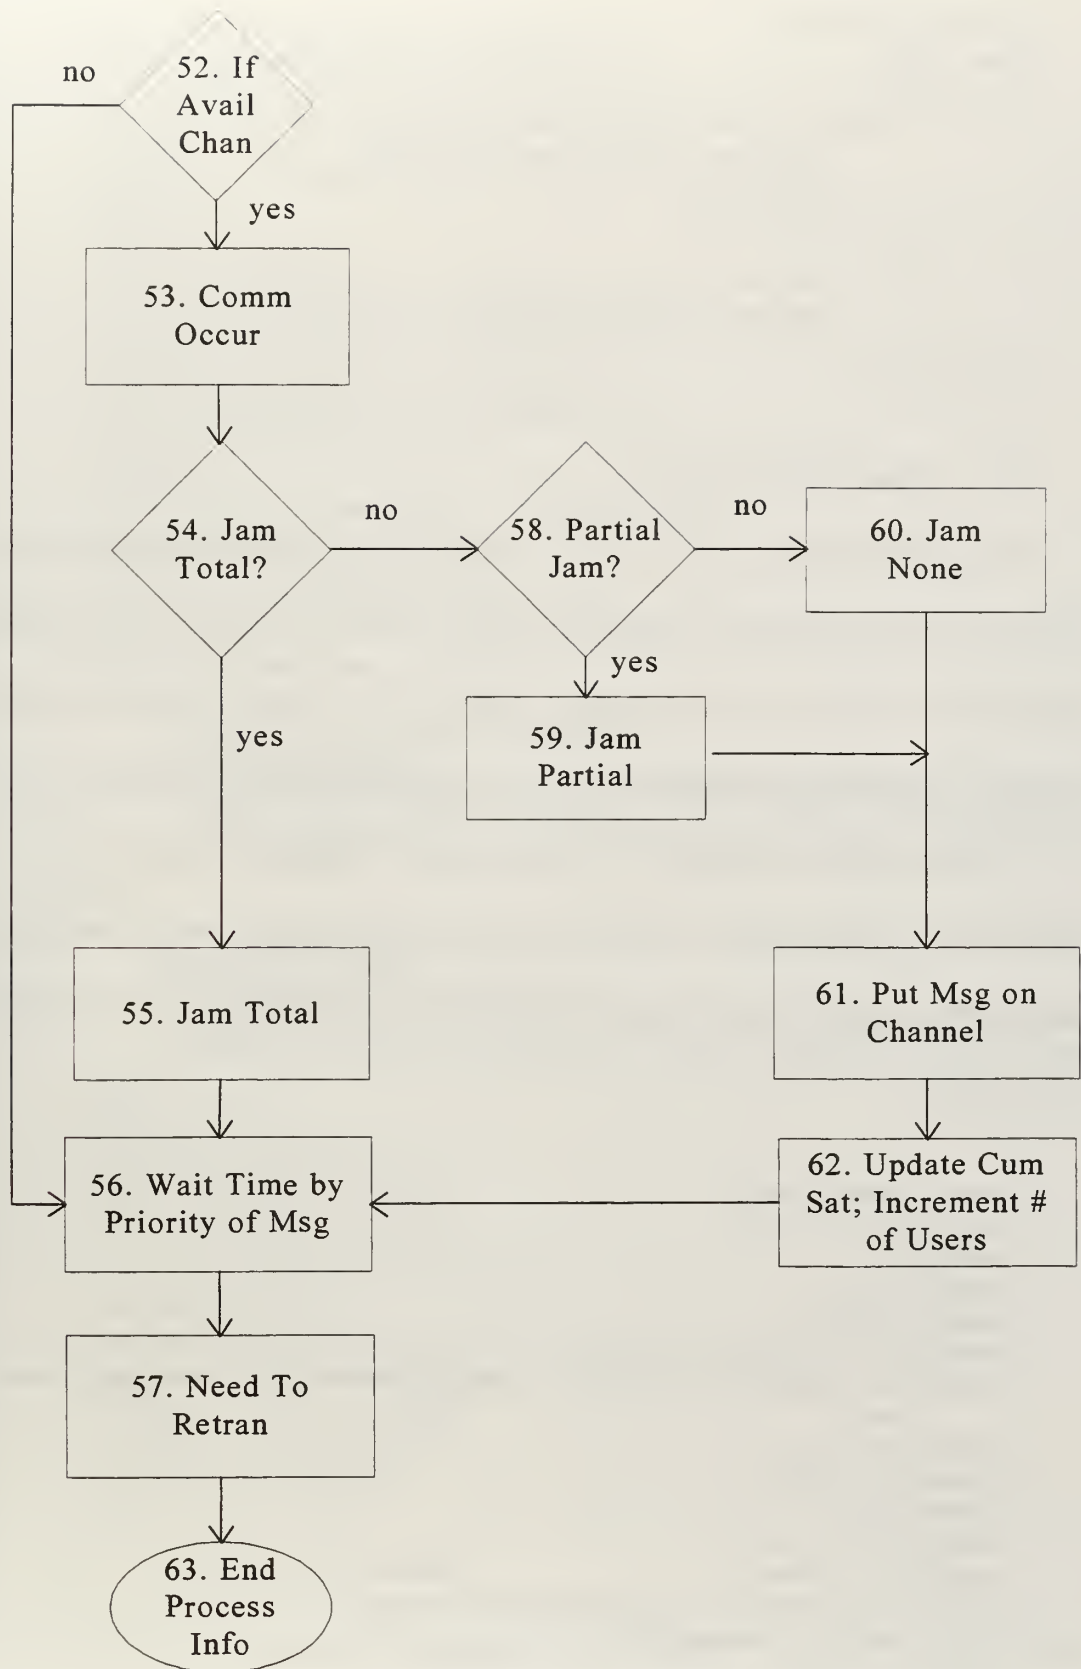 no
52. If
Avail
Chan
yes
53. Comm
Occur
54. Jam
Total?
no
58. Partial
Jam?
no
60. Jam
None
yes
59. Jam
Partial
yes
55. Jam Total
61. Put Msg on
Channel
56. Wait Time by
Priority of Msg
62. Update Cum
Sat; Increment #
of Users
57. Need To
Retran
63. End
Process
Info